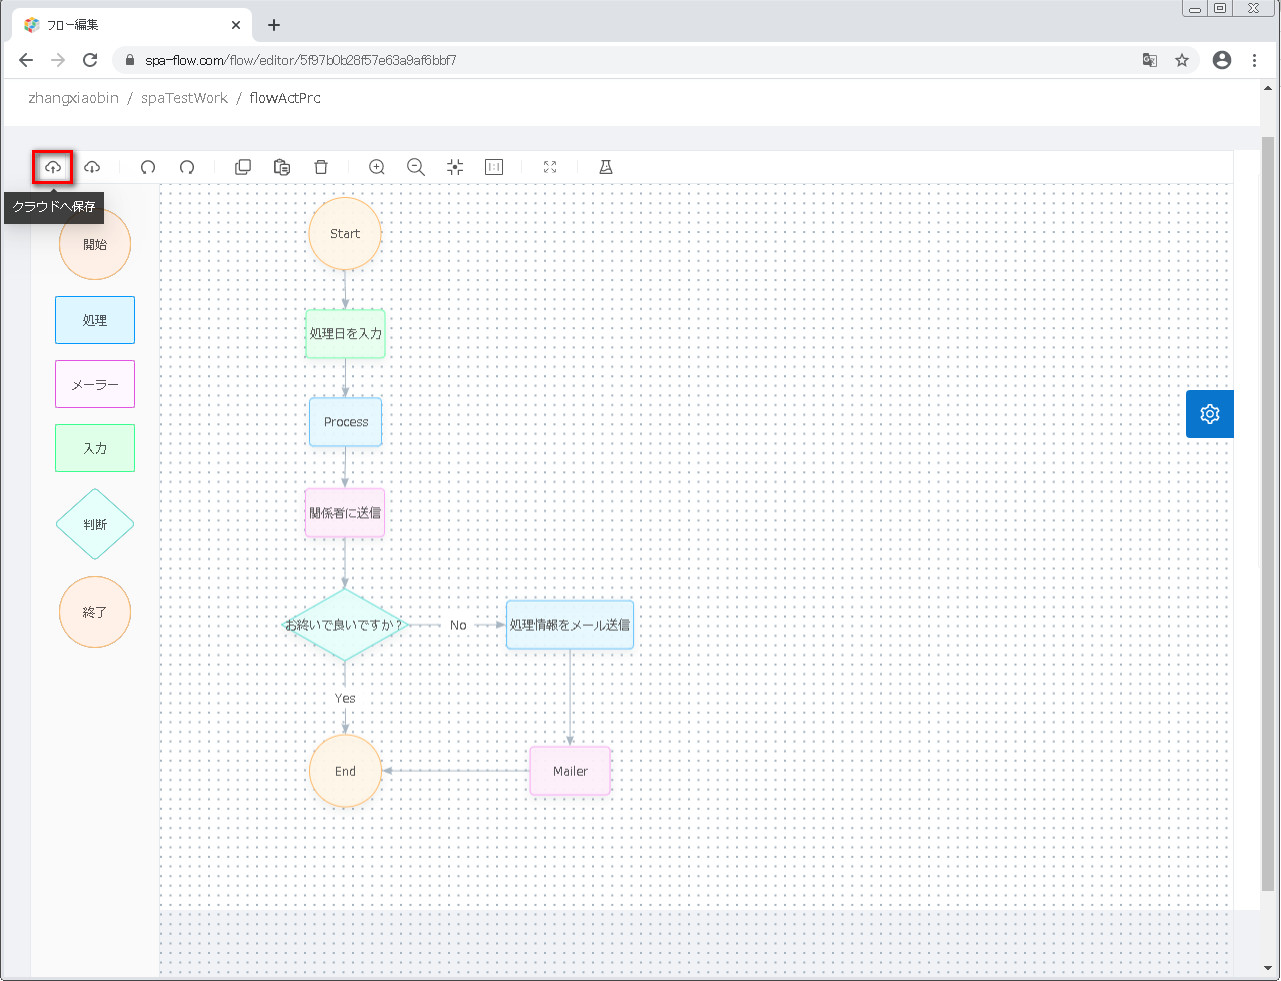 フロー編集
spa-flow.com/flow/editor/5f97b0b28f57e63a9af6bbf7
zhangxiaobin / spaTestWork / flowActPrc
クラウドへ保存
開始
処理
メーラー
入力
判断
終了
Start
処理日を入力
Process
関係者に送信
お終いで良いですか？
No
処理情報をメール送信
Yes
End
Mailer